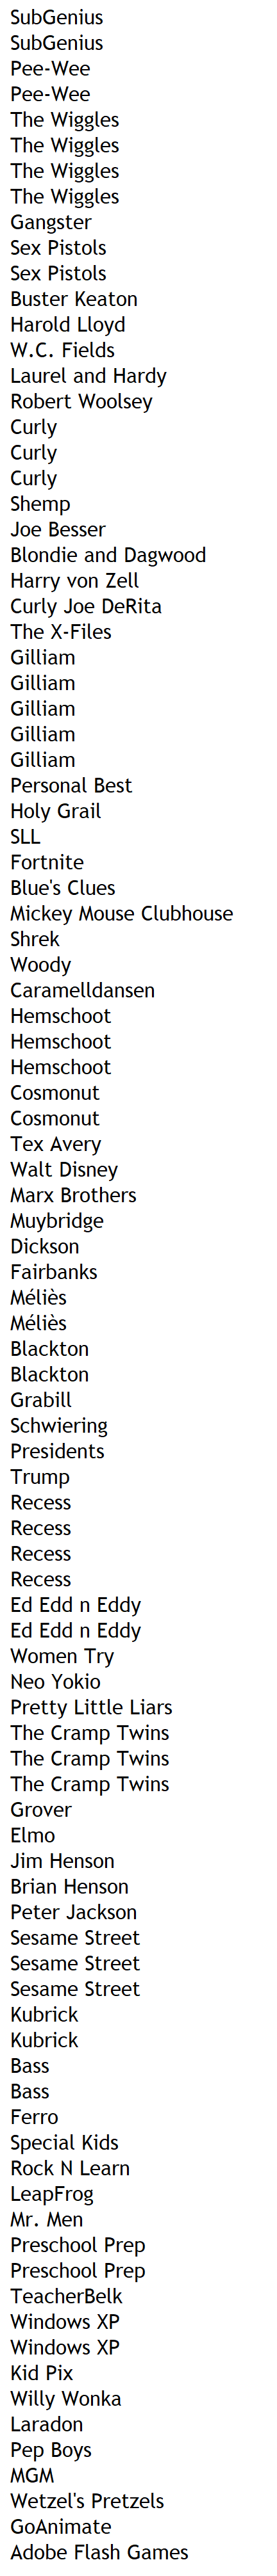 SubGenius
SubGenius
Pee-Wee
Pee-Wee
The Wiggles
The Wiggles
The Wiggles
The Wiggles
Gangster
Sex Pistols
Sex Pistols
Buster Keaton
Harold Lloyd
W.C. Fields
Laurel and Hardy
Robert Woolsey
Curly
Curly
Curly
Shemp
Joe Besser
Blondie and Dagwood
Harry von Zell
Curly Joe DeRita
The X-Files
Gilliam
Gilliam
Gilliam
Gilliam
Gilliam
Personal Best
Holy Grail
SLL
Fortnite
Blue's Clues
Mickey Mouse Clubhouse
Shrek
Woody
Caramelldansen
Hemschoot
Hemschoot
Hemschoot
Cosmonut
Cosmonut
Tex Avery
Walt Disney
Marx Brothers
Muybridge
Dickson
Fairbanks
Méliès
Méliès
Blackton
Blackton
Grabill
Schwiering
Presidents
Trump
Recess
Recess
Recess
Recess
Ed Edd n Eddy
Ed Edd n Eddy
Women Try
Neo Yokio
Pretty Little Liars
The Cramp Twins
The Cramp Twins
The Cramp Twins
Grover
Elmo
Jim Henson
Brian Henson
Peter Jackson
Sesame Street
Sesame Street
Sesame Street
Kubrick
Kubrick
Bass
Bass
Ferro
Special Kids
Rock N Learn
LeapFrog
Mr. Men
Preschool Prep
Preschool Prep
TeacherBelk
Windows XP
Windows XP
Kid Pix
Willy Wonka
Laradon
Pep Boys
MGM
Wetzel's Pretzels
GoAnimate
Adobe Flash Games